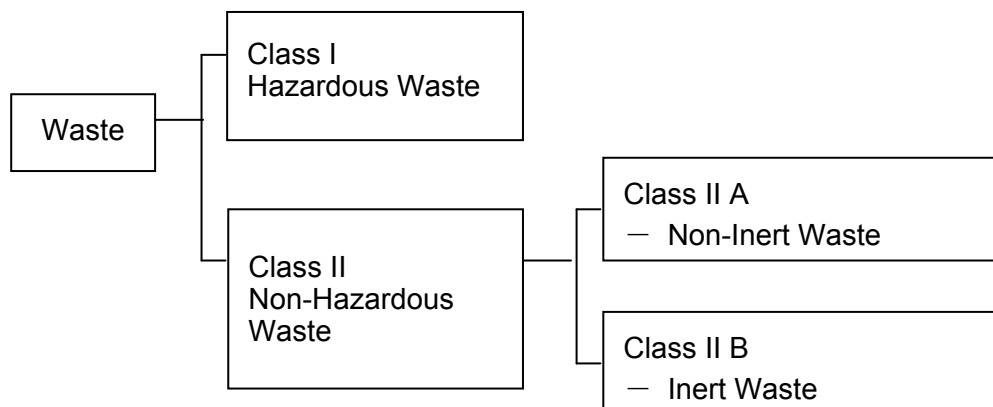 Waste
Class I
Hazardous Waste
Class II
Non-Hazardous
Waste
Class II A
— Non-Inert Waste
Class II B
— Inert Waste